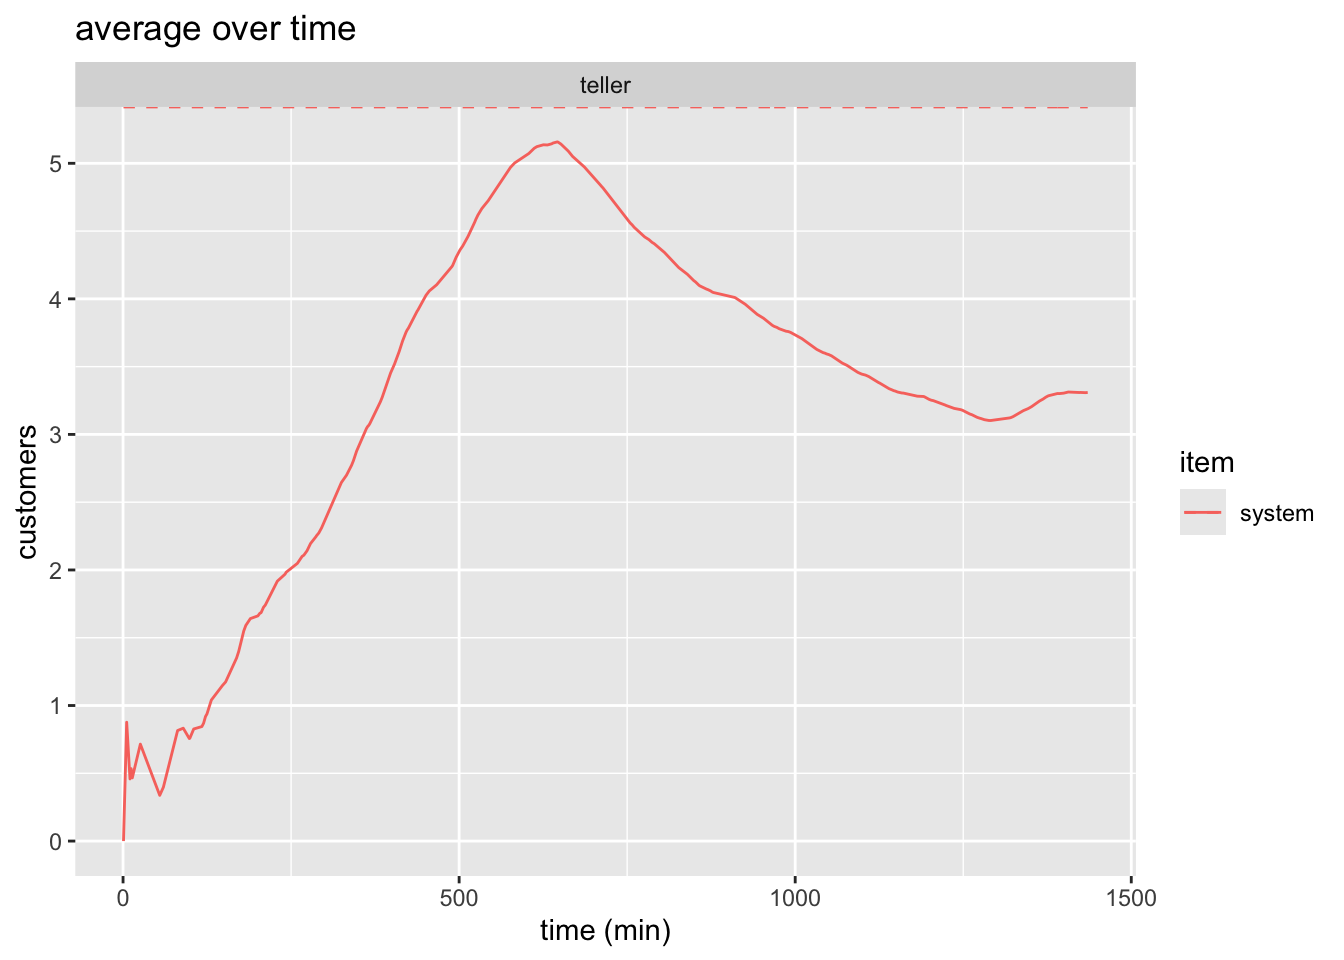 average over time
teller
5
4
3
2
1
0
customers
0 500 1000 1500
time (min)
item
system